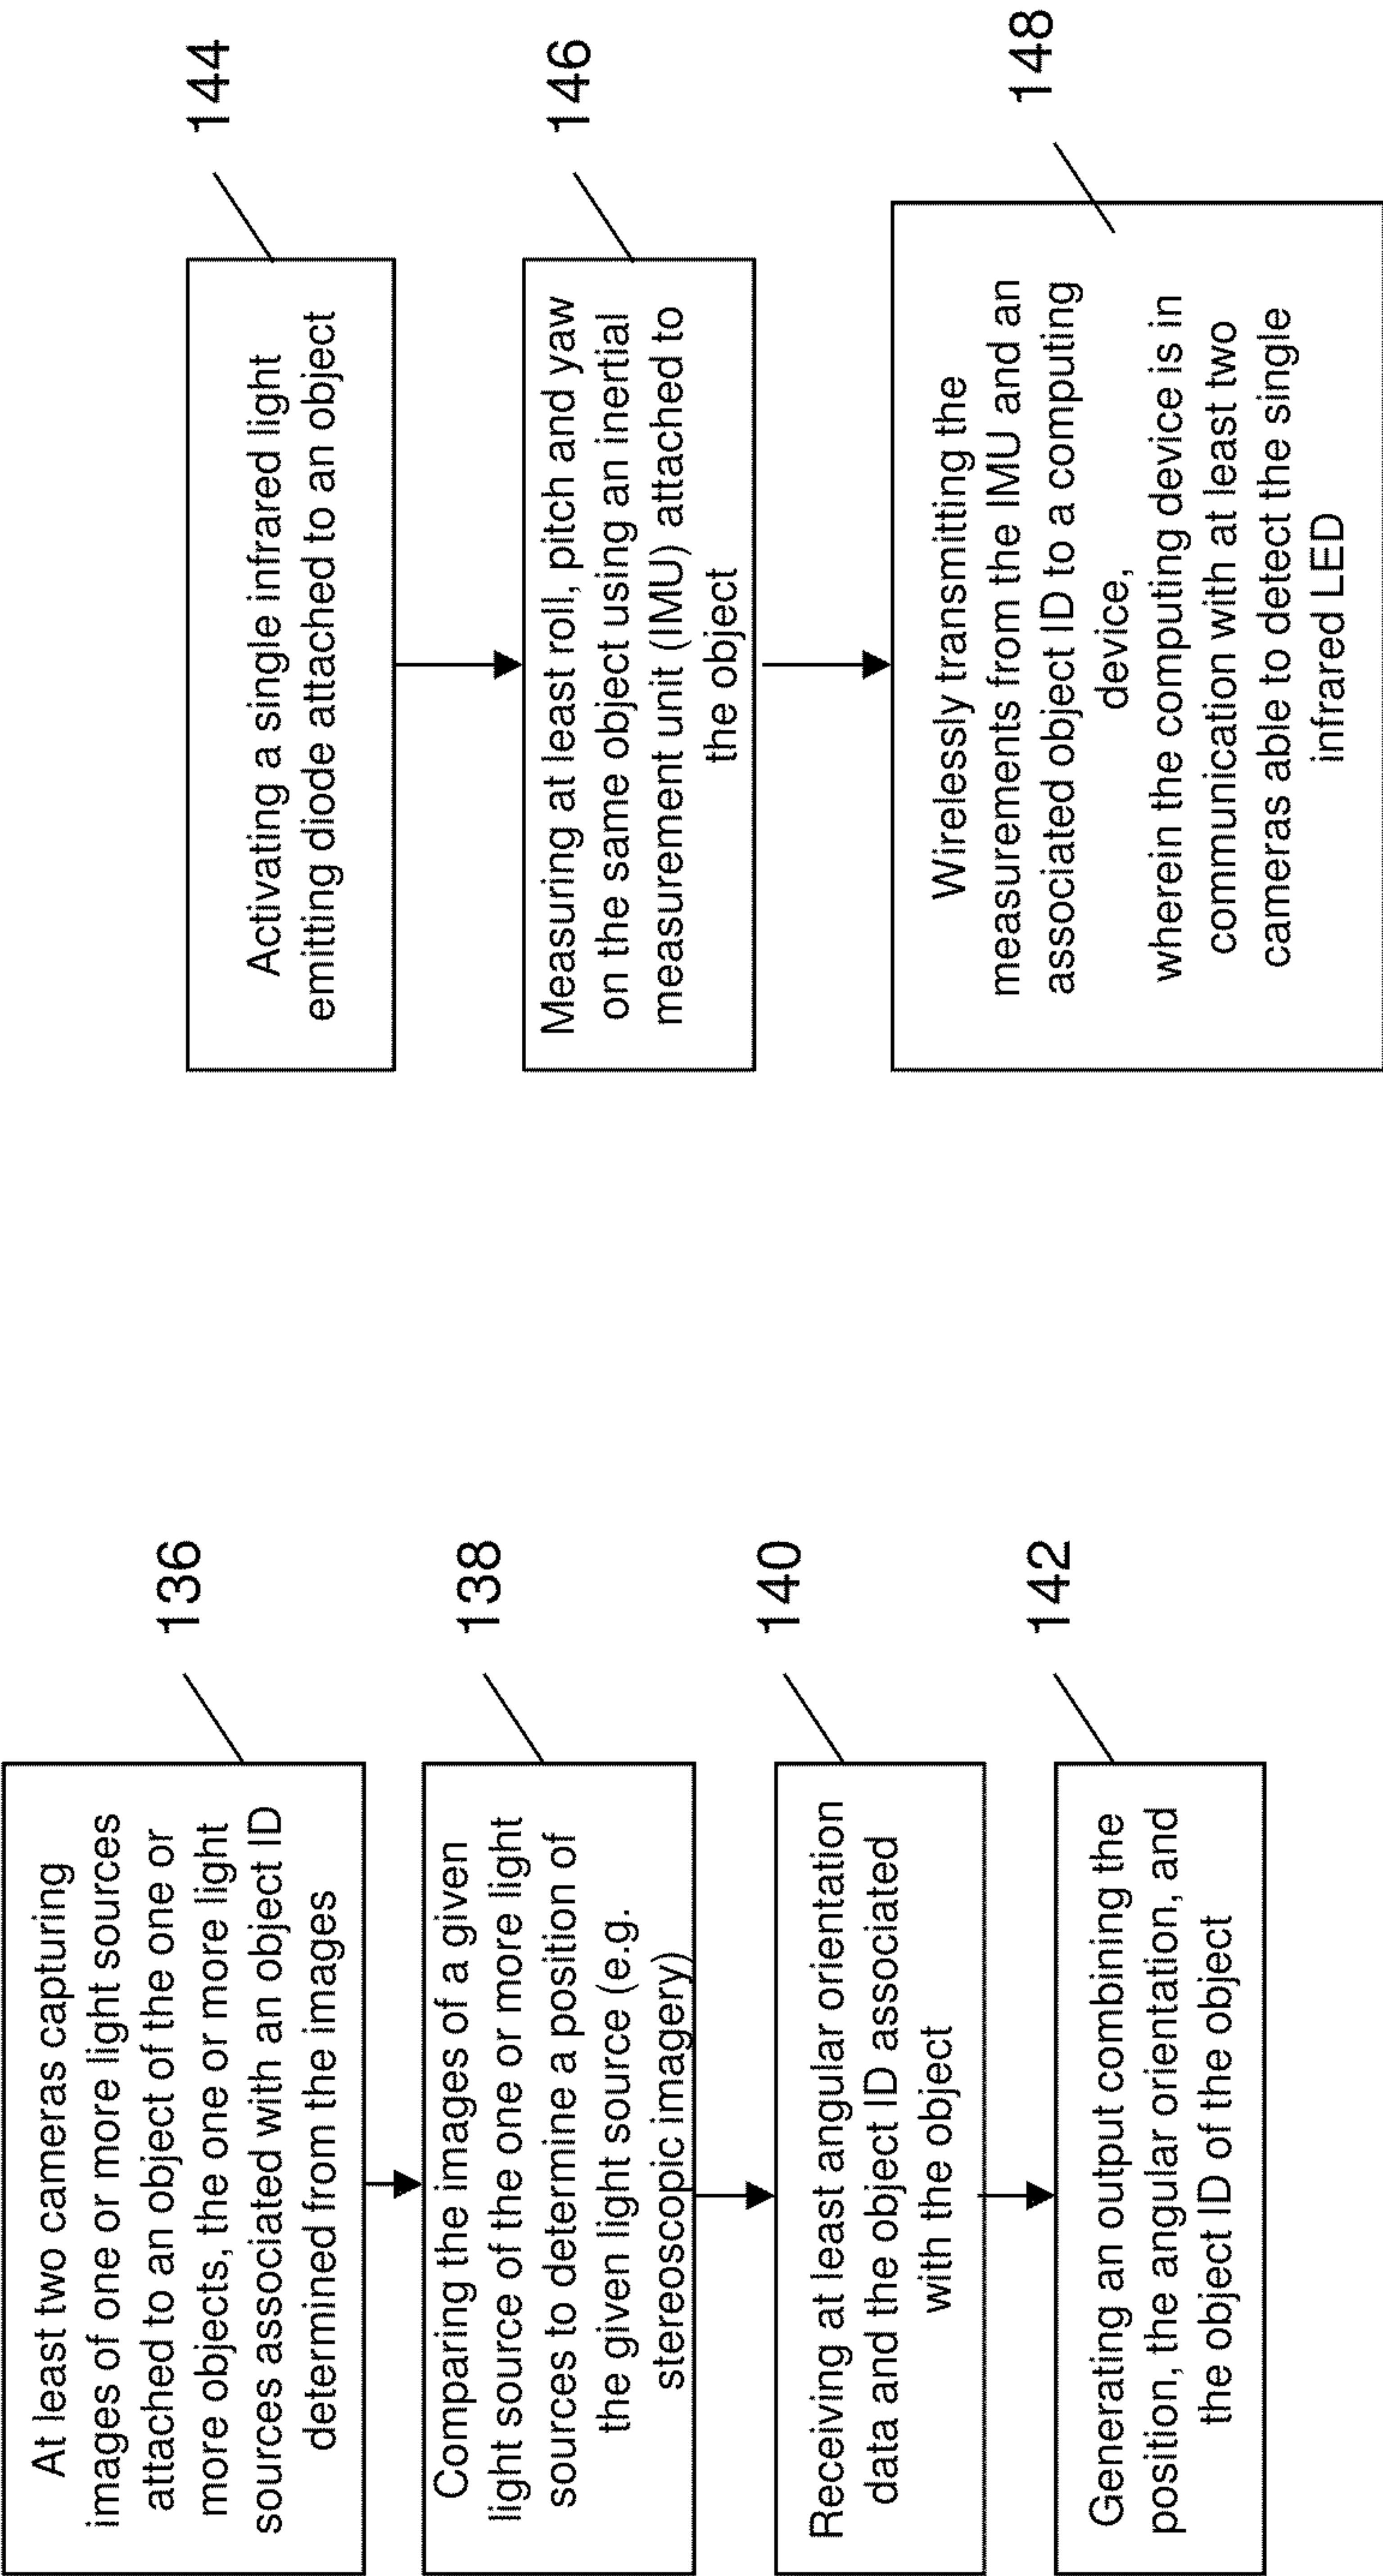 At least two cameras capturing
images of one or more light sources
attached to an object of the one or
more objects, the one or more light
sources associated with an object ID
determined from the images
136
Comparing the images of a given
light source of the one or more light
sources to determine a position of
the given light source (e.g.
stereoscopic imagery)
138
Receiving at least angular orientation
data and the object ID associated
with the object
140
Generating an output combining the
position, the angular orientation, and
the object ID of the object
142
Activating a single infrared light
emitting diode attached to an object
144
Measuring at least roll, pitch and yaw
on the same object using an inertial
measurement unit (IMU) attached to
the object
146
Wirelessly transmitting the
measurements from the IMU and an
associated object ID to a computing
device,
wherein the computing device is in
communication with at least two
cameras able to detect the single
infrared LED
148